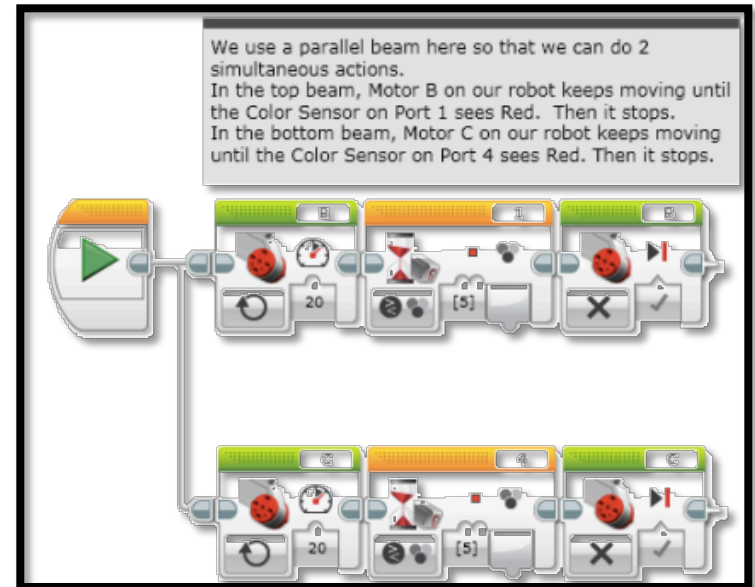 We use a parallel beam here so that we can do 2
simultaneous actions.
In the top beam, Motor B on our robot keeps moving until
the Color Sensor on Port 1 sees Red. Then it stops.
In the bottom beam, Motor C on our robot keeps moving
until the Color Sensor on Port 4 sees Red. Then it stops.
B 1 B
20 [5]
C 4 C
20 [5]